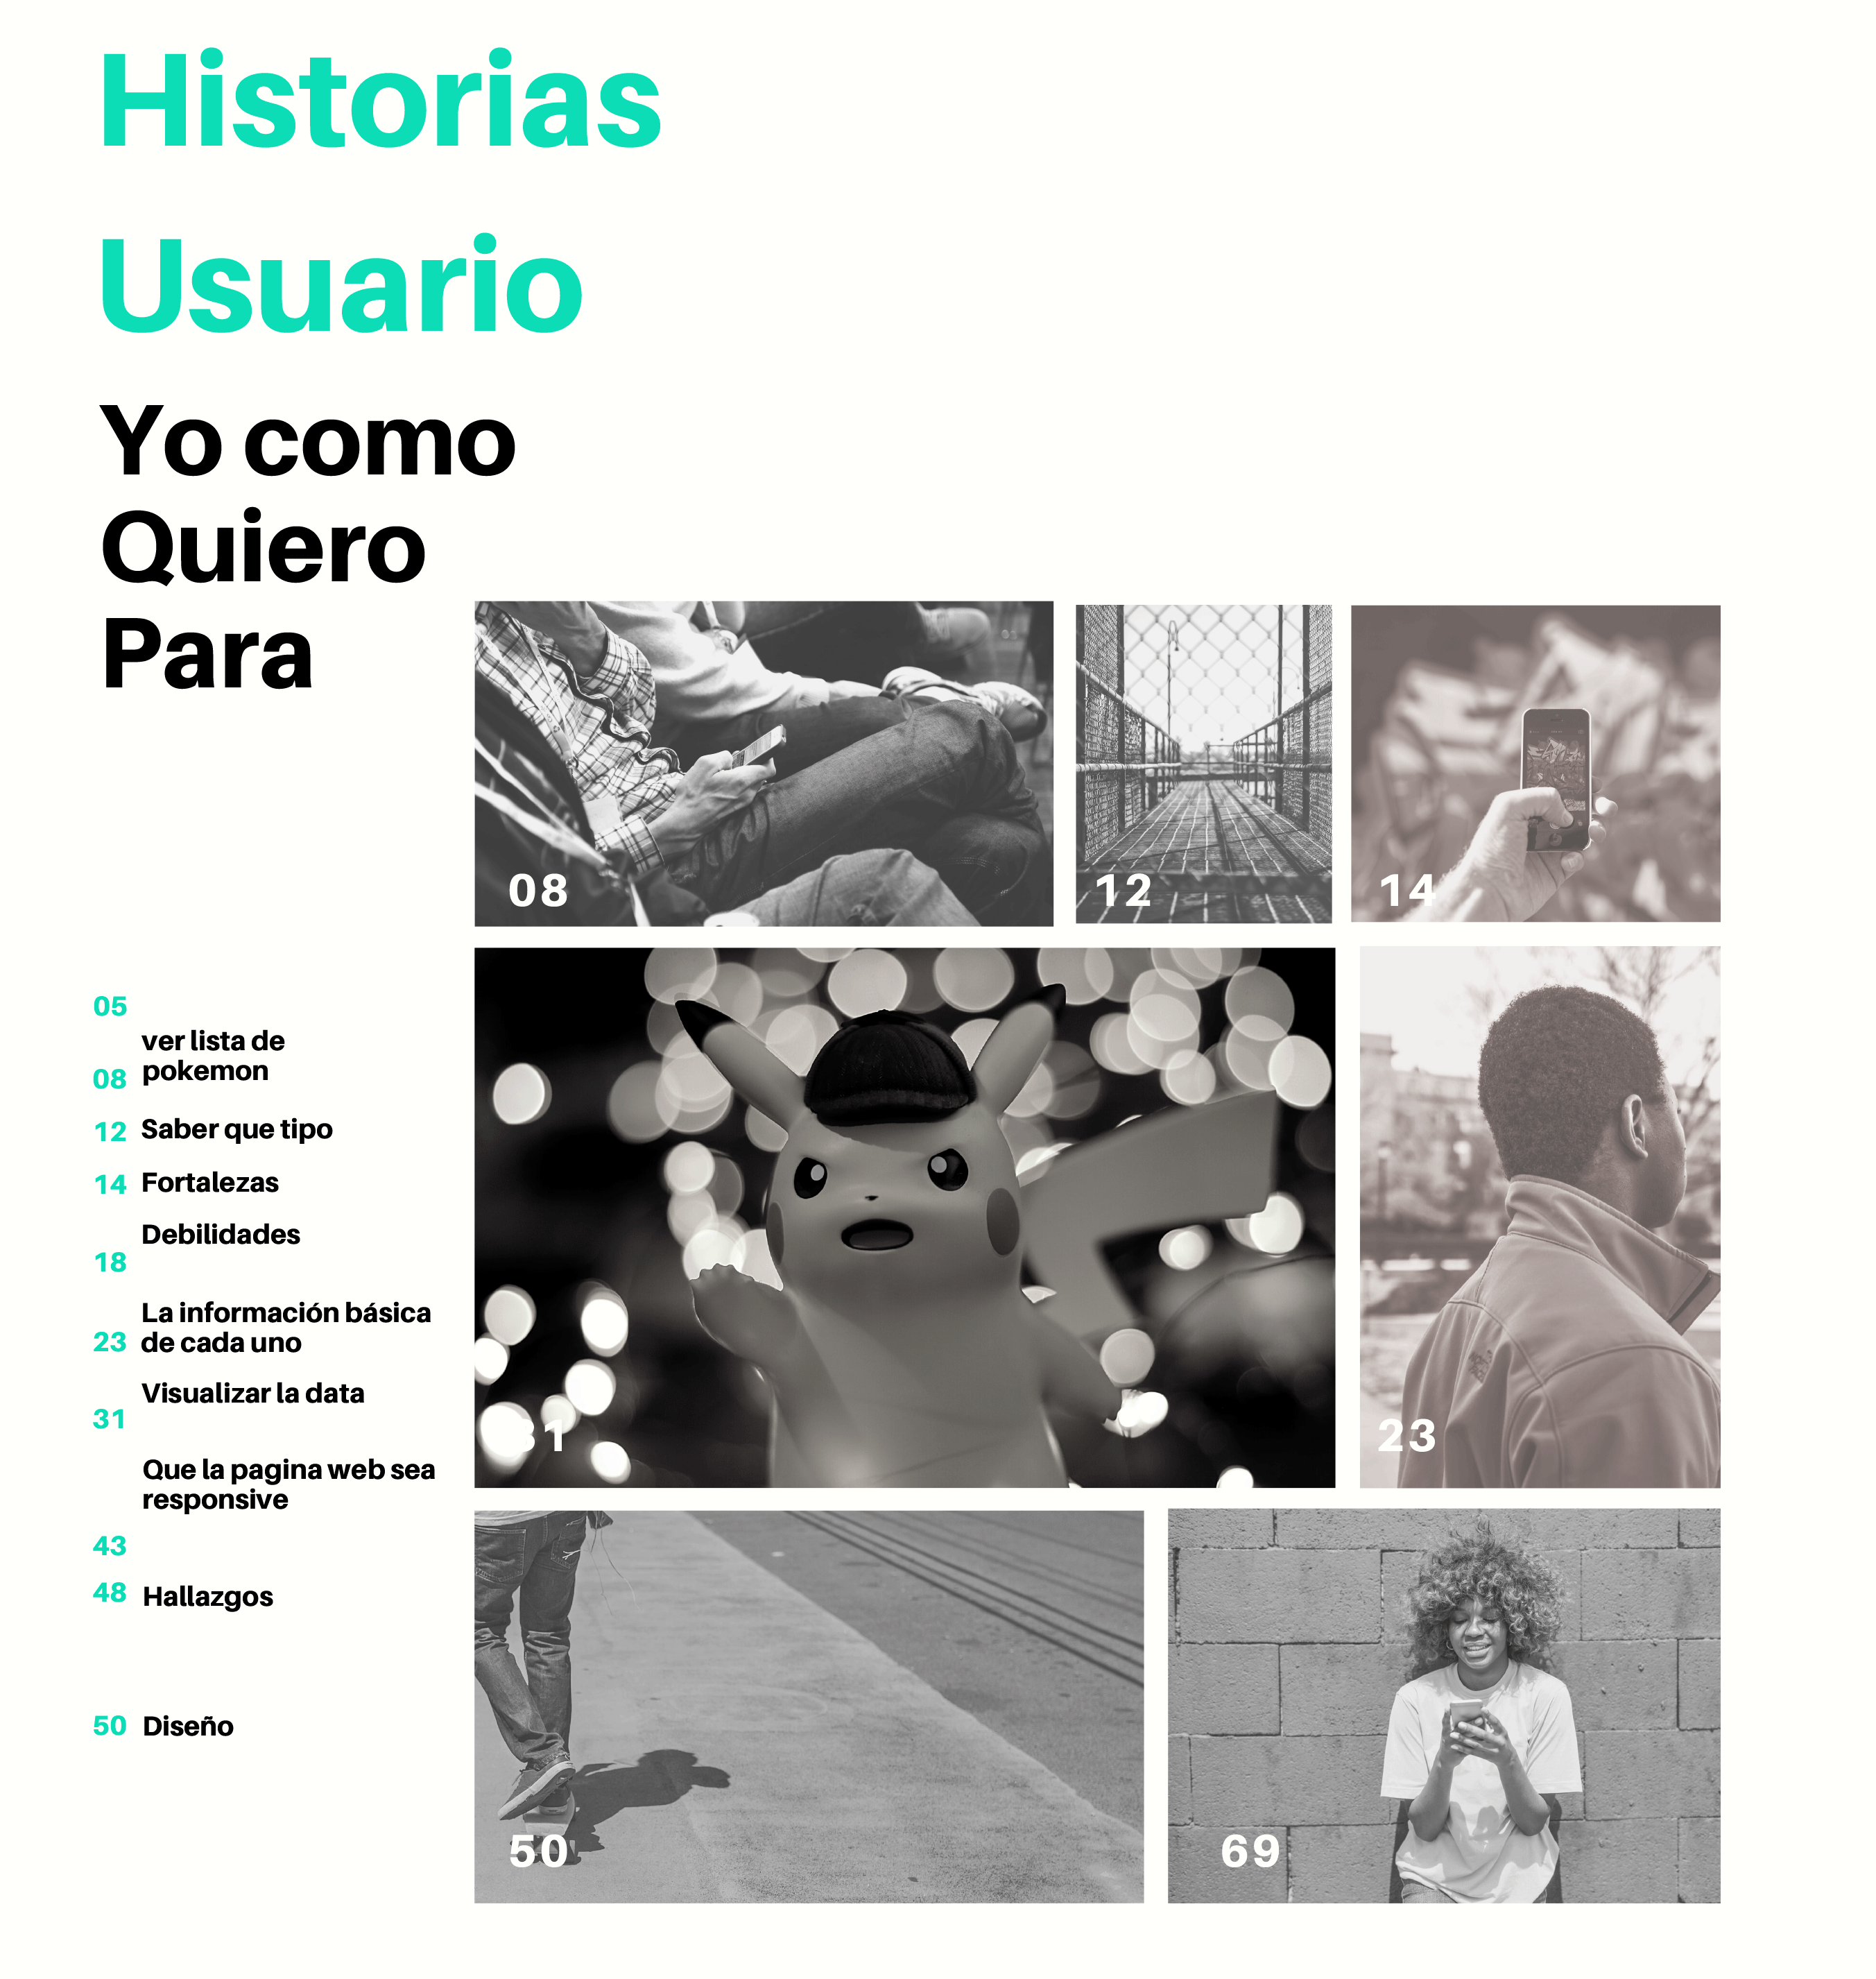 Historias
Usuario
Yo como
Quiero
Para
08
12
14
05
ver lista de
08 pokemon
12 Saber que tipo
14 Fortalezas
Debilidades
18
La información básica
23 de cada uno
Visualizar la data
31
Que la pagina web sea
responsive
43
48 Hallazgos
50 Diseño
31
23
50
69